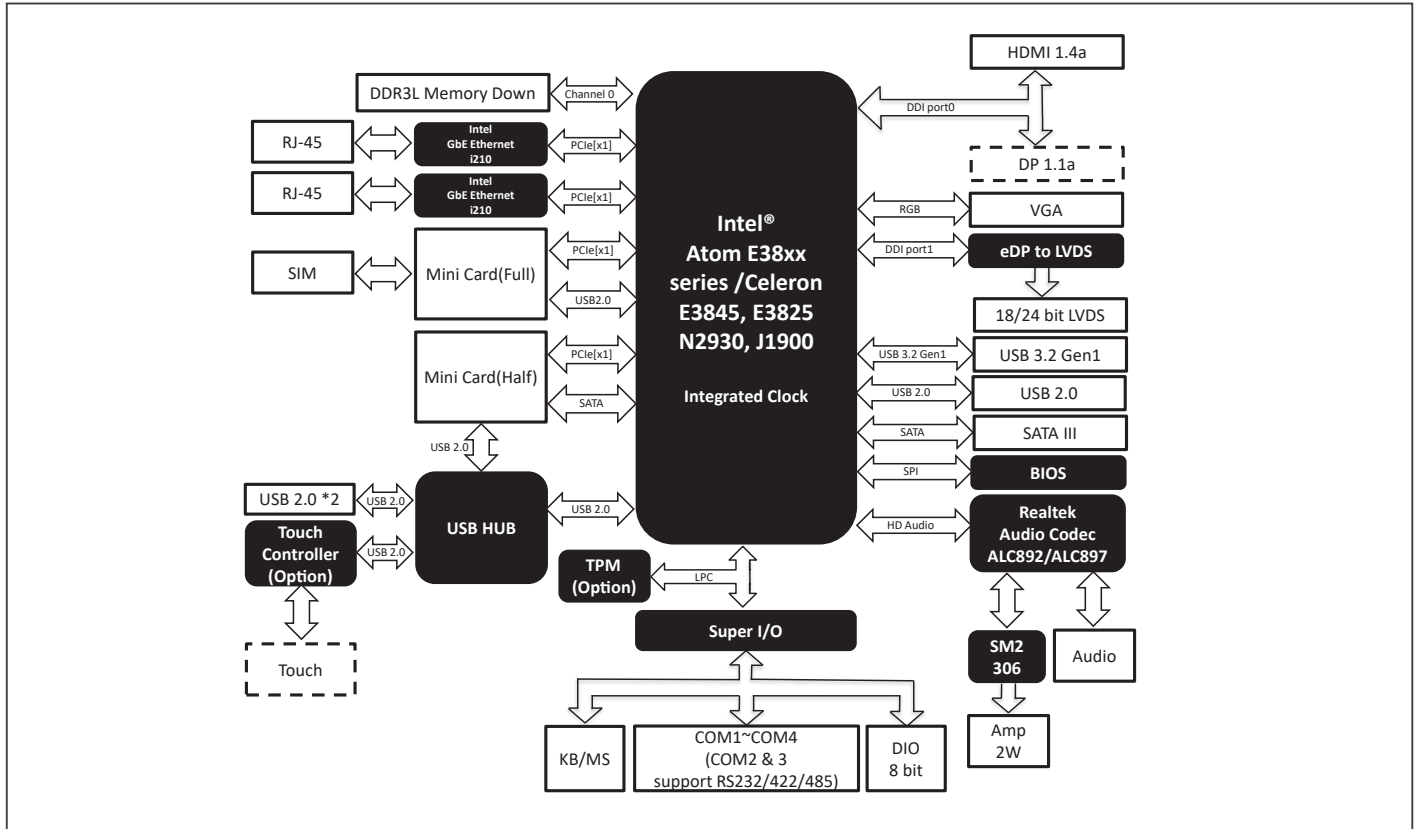 HDMI 1.4a
DDR3L Memory Down
Channel 0
DDI port0
RJ-45
Intel
GbE Ethernet
i210
PCIe[x1]
DP 1.1a
RJ-45
Intel
GbE Ethernet
i210
PCIe[x1]
RGB
VGA
Intel®
Atom E38xx
series /Celeron
E3845, E3825
N2930, J1900
Integrated Clock
SIM
Mini Card(Full)
PCIe[x1]
USB2.0
DDI port1
eDP to LVDS
18/24 bit LVDS
Mini Card(Half)
PCIe[x1]
SATA
USB 3.2 Gen1
USB 3.2 Gen1
USB 2.0
USB 2.0
SATA
SATA III
USB 2.0
SPI
BIOS
USB 2.0 *2
USB 2.0
USB HUB
USB 2.0
HD Audio
Realtek
Audio Codec
ALC892/ALC897
Touch
Controller
(Option)
USB 2.0
TPM
(Option)
LPC
Super I/O
SM2
306
Audio
Touch
KB/MS
COM1~COM4
(COM2 & 3
support RS232/422/485)
DIO
8 bit
Amp
2W